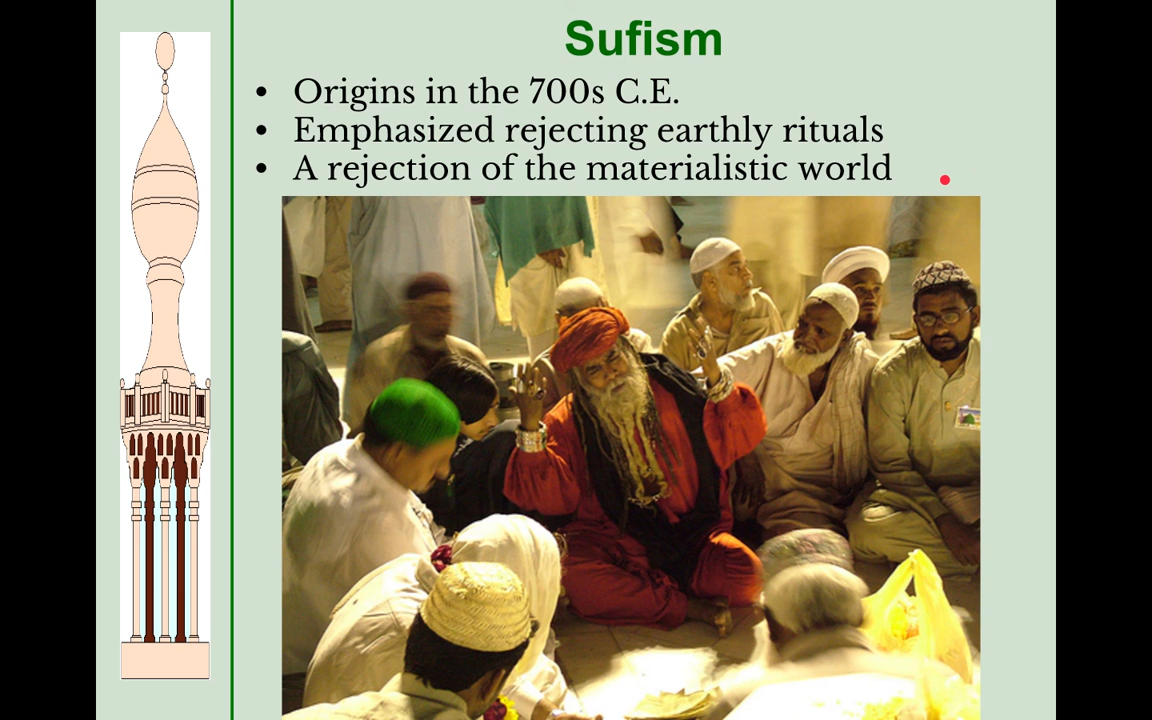 Sufism
• Origins in the 700s C.E.
• Emphasized rejecting earthly rituals
• A rejection of the materialistic world